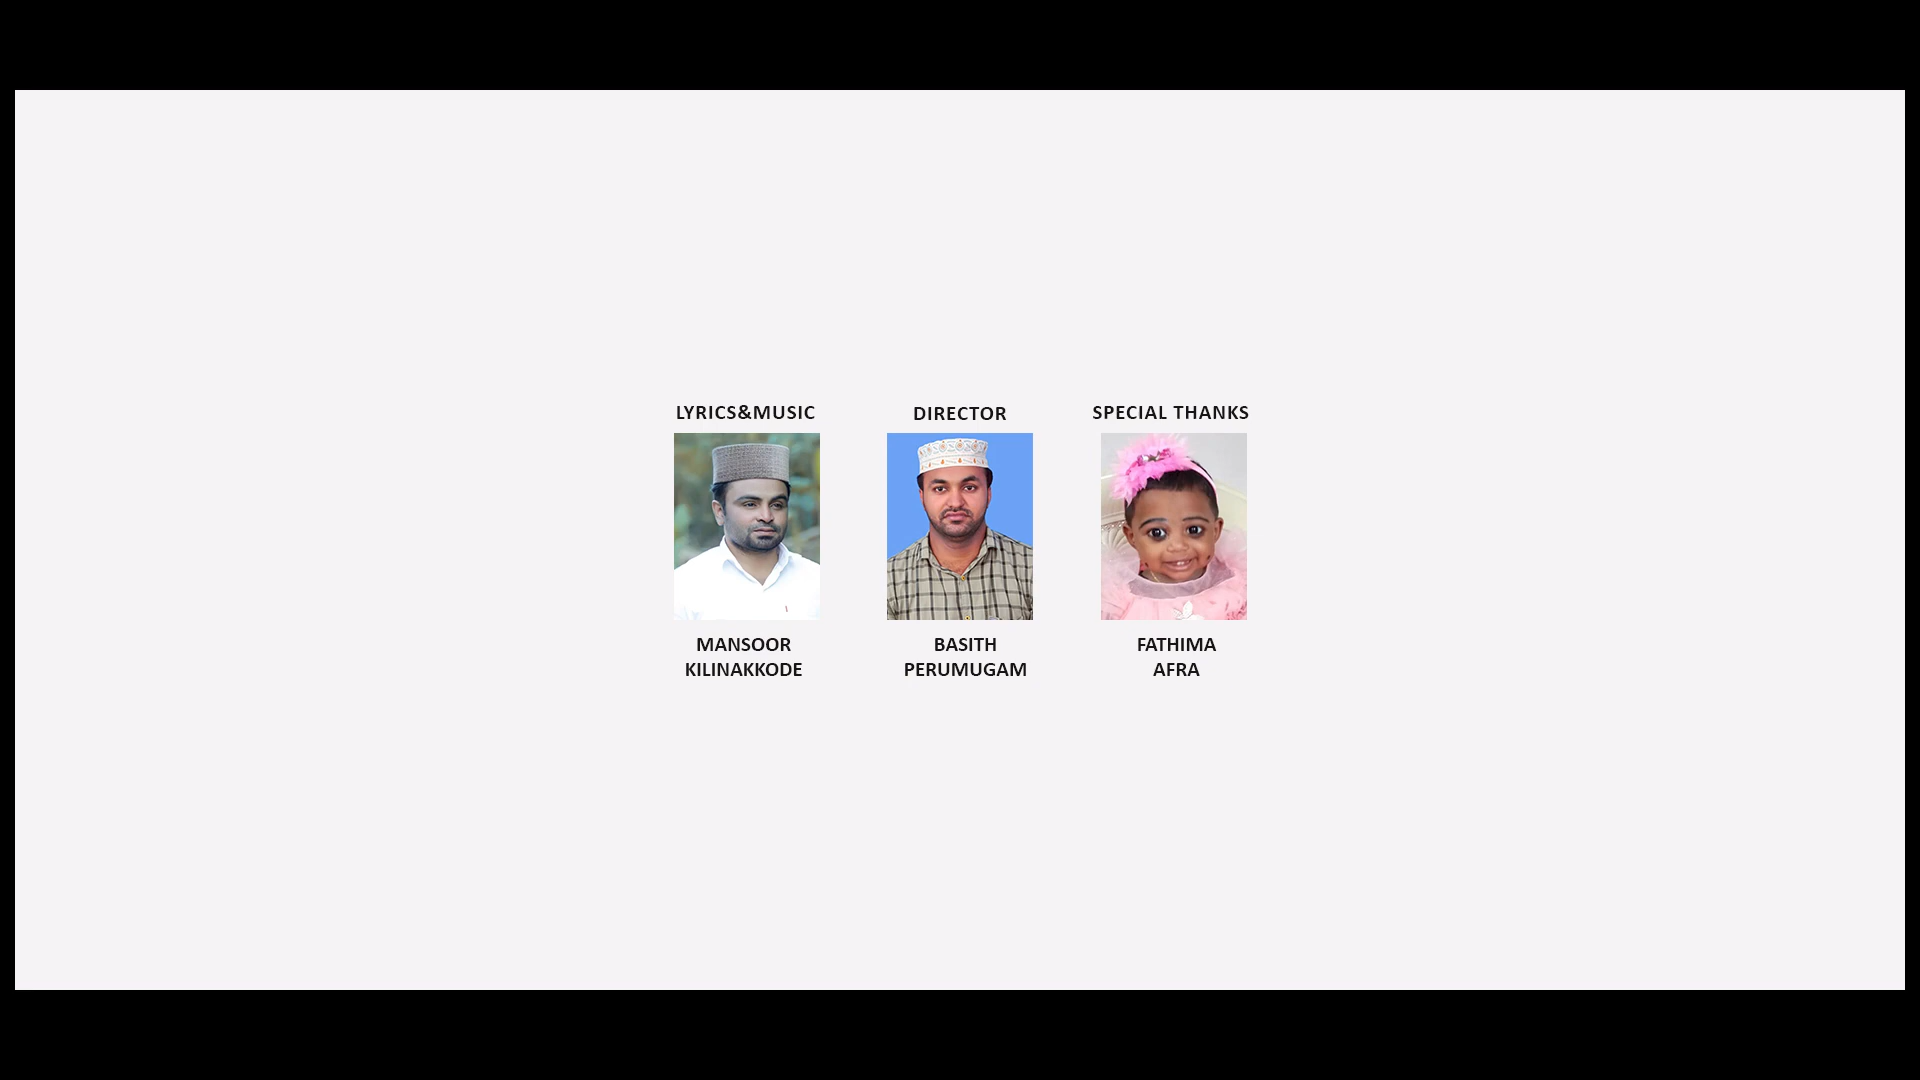 LYRICS&MUSIC
DIRECTOR
SPECIAL THANKS
MANSOOR
KILINAKKODE
BASITH
PERUMUGAM
FATHIMA
AFRA